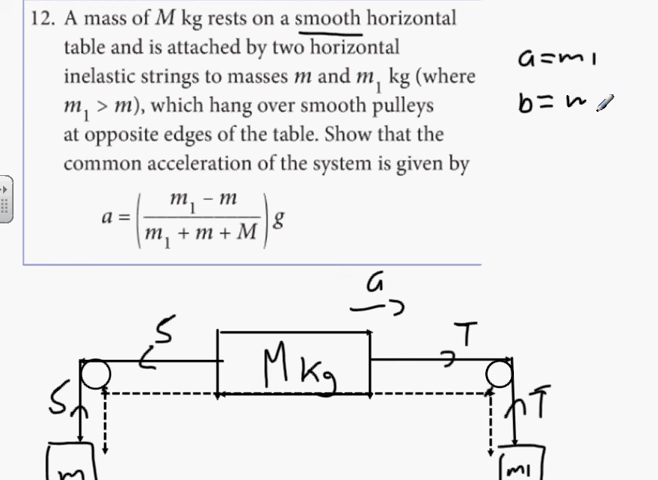 12. A mass of M kg rests on a smooth horizontal
table and is attached by two horizontal
inelastic strings to masses m and m₁ kg (where
m₁ > m), which hang over smooth pulleys
at opposite edges of the table. Show that the
common acceleration of the system is given by
a = ( m₁ − m
m₁ + m + M ) g
a=m1
b=m
a
S
T
M kg
S
T
m
m1